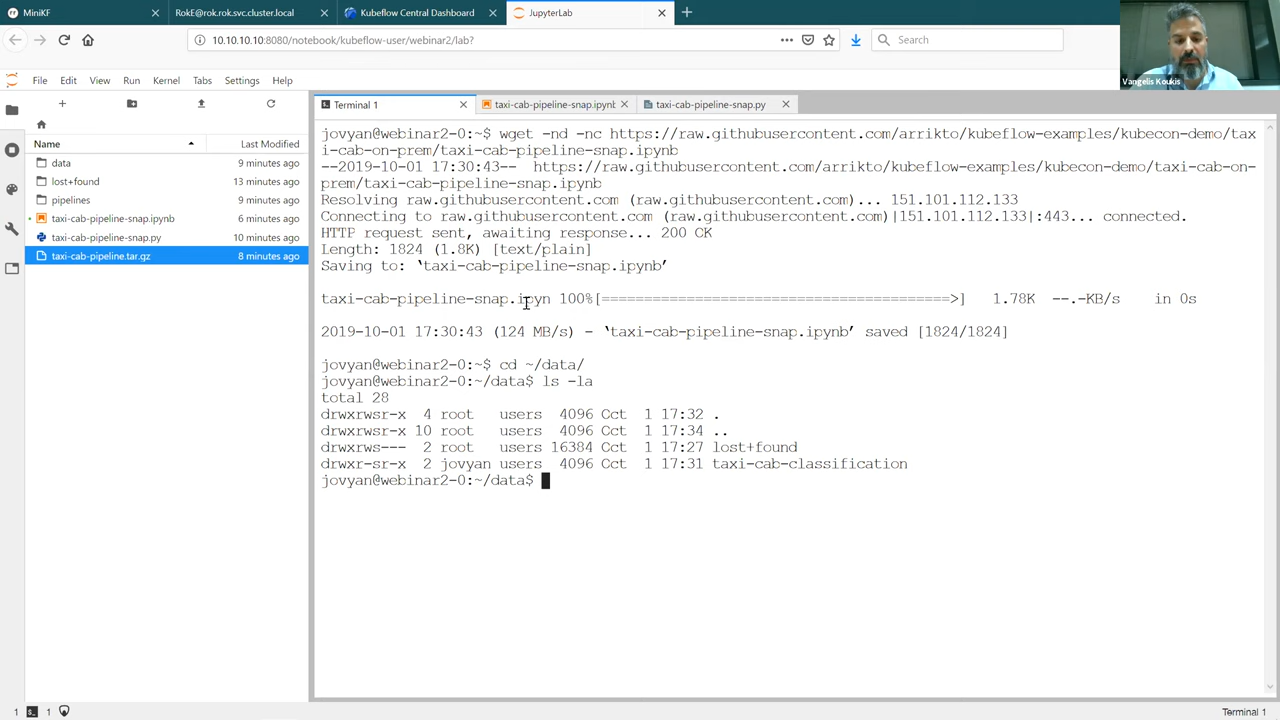 MiniKF
RokE@rok.rok.svc.cluster.local
Kubeflow Central Dashboard
JupyterLab
10.10.10.10:8080/notebook/kubeflow-user/webinar2/lab?
Search
Vangelis Koukis
File Edit View Run Kernel Tabs Settings Help
Terminal 1
taxi-cab-pipeline-snap.ipynb
taxi-cab-pipeline-snap.py
Name
Last Modified
data 9 minutes ago
lost+found 13 minutes ago
pipelines 9 minutes ago
taxi-cab-pipeline-snap.ipynb 6 minutes ago
taxi-cab-pipeline-snap.py 10 minutes ago
taxi-cab-pipeline.tar.gz 8 minutes ago
jovyan@webinar2-0:~$ wget -nd -nc https://raw.githubusercontent.com/arrikto/kubeflow-examples/kubecon-demo/tax
i-cab-on-prem/taxi-cab-pipeline-snap.ipynb
--2019-10-01 17:30:43-- https://raw.githubusercontent.com/arrikto/kubeflow-examples/kubecon-demo/taxi-cab-on-
prem/taxi-cab-pipeline-snap.ipynb
Resolving raw.githubusercontent.com (raw.githubusercontent.com)... 151.101.112.133
Connecting to raw.githubusercontent.com (raw.githubusercontent.com)|151.101.112.133|:443... connected.
HTTP request sent, awaiting response... 200 OK
Length: 1824 (1.8K) [text/plain]
Saving to: ‘taxi-cab-pipeline-snap.ipynb’
taxi-cab-pipeline-snap.ipyn 100%[========================================>] 1.78K --.-KB/s in 0s
2019-10-01 17:30:43 (124 MB/s) - ‘taxi-cab-pipeline-snap.ipynb’ saved [1824/1824]
jovyan@webinar2-0:~$ cd ~/data/
jovyan@webinar2-0:~/data$ ls -la
total 28
drwxrwsr-x 4 root users 4096 Oct 1 17:32 .
drwxrwsr-x 10 root users 4096 Oct 1 17:34 ..
drwxrws--- 2 root users 16384 Oct 1 17:27 lost+found
drwxr-sr-x 2 jovyan users 4096 Oct 1 17:31 taxi-cab-classification
jovyan@webinar2-0:~/data$
1 1
Terminal 1